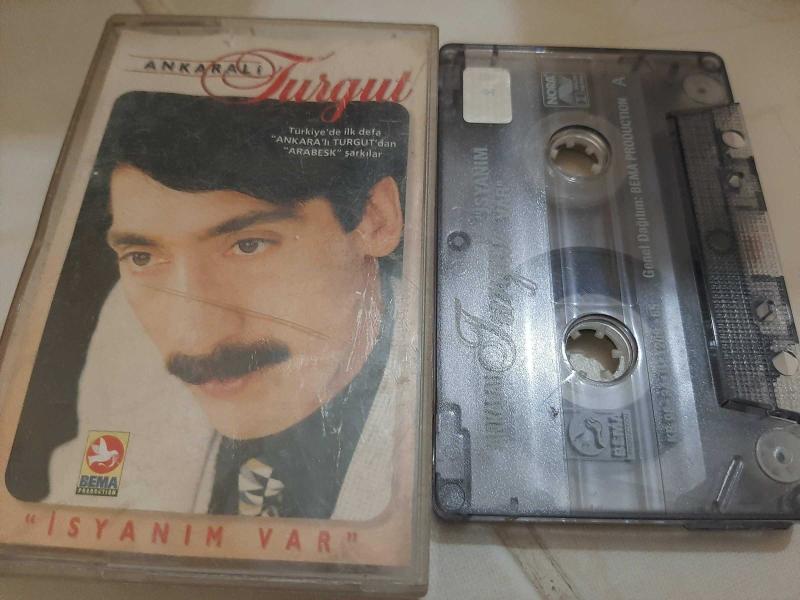 ANKARALI
Turgut
Türkiye'de ilk defa
"ANKARA'lı TURGUT'dan
"ARABESK" şarkılar
BEMA
PRODUCTION
"İSYANIM VAR"
NORA
A
Genel Dağıtım: BEMA PRODUCTION
"İSYANIM
VAR"
Turgut
BEMA